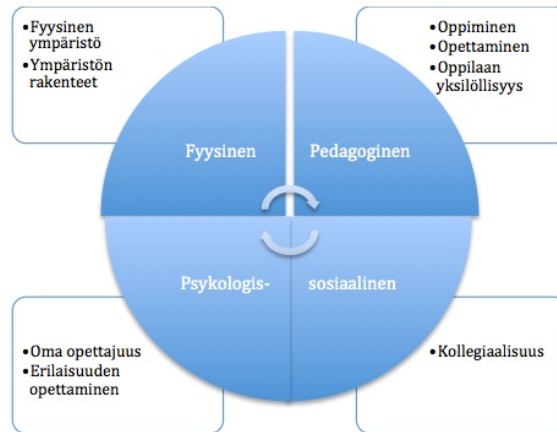 •Fyysinen
ympäristö
•Ympäristön
rakenteet
•Oppiminen
•Opettaminen
•Oppilaan
yksilöllisyys
Fyysinen
Pedagoginen
Psykologis-
sosiaalinen
•Oma opettajuus
•Erilaisuuden
opettaminen
•Kollegiaalisuus